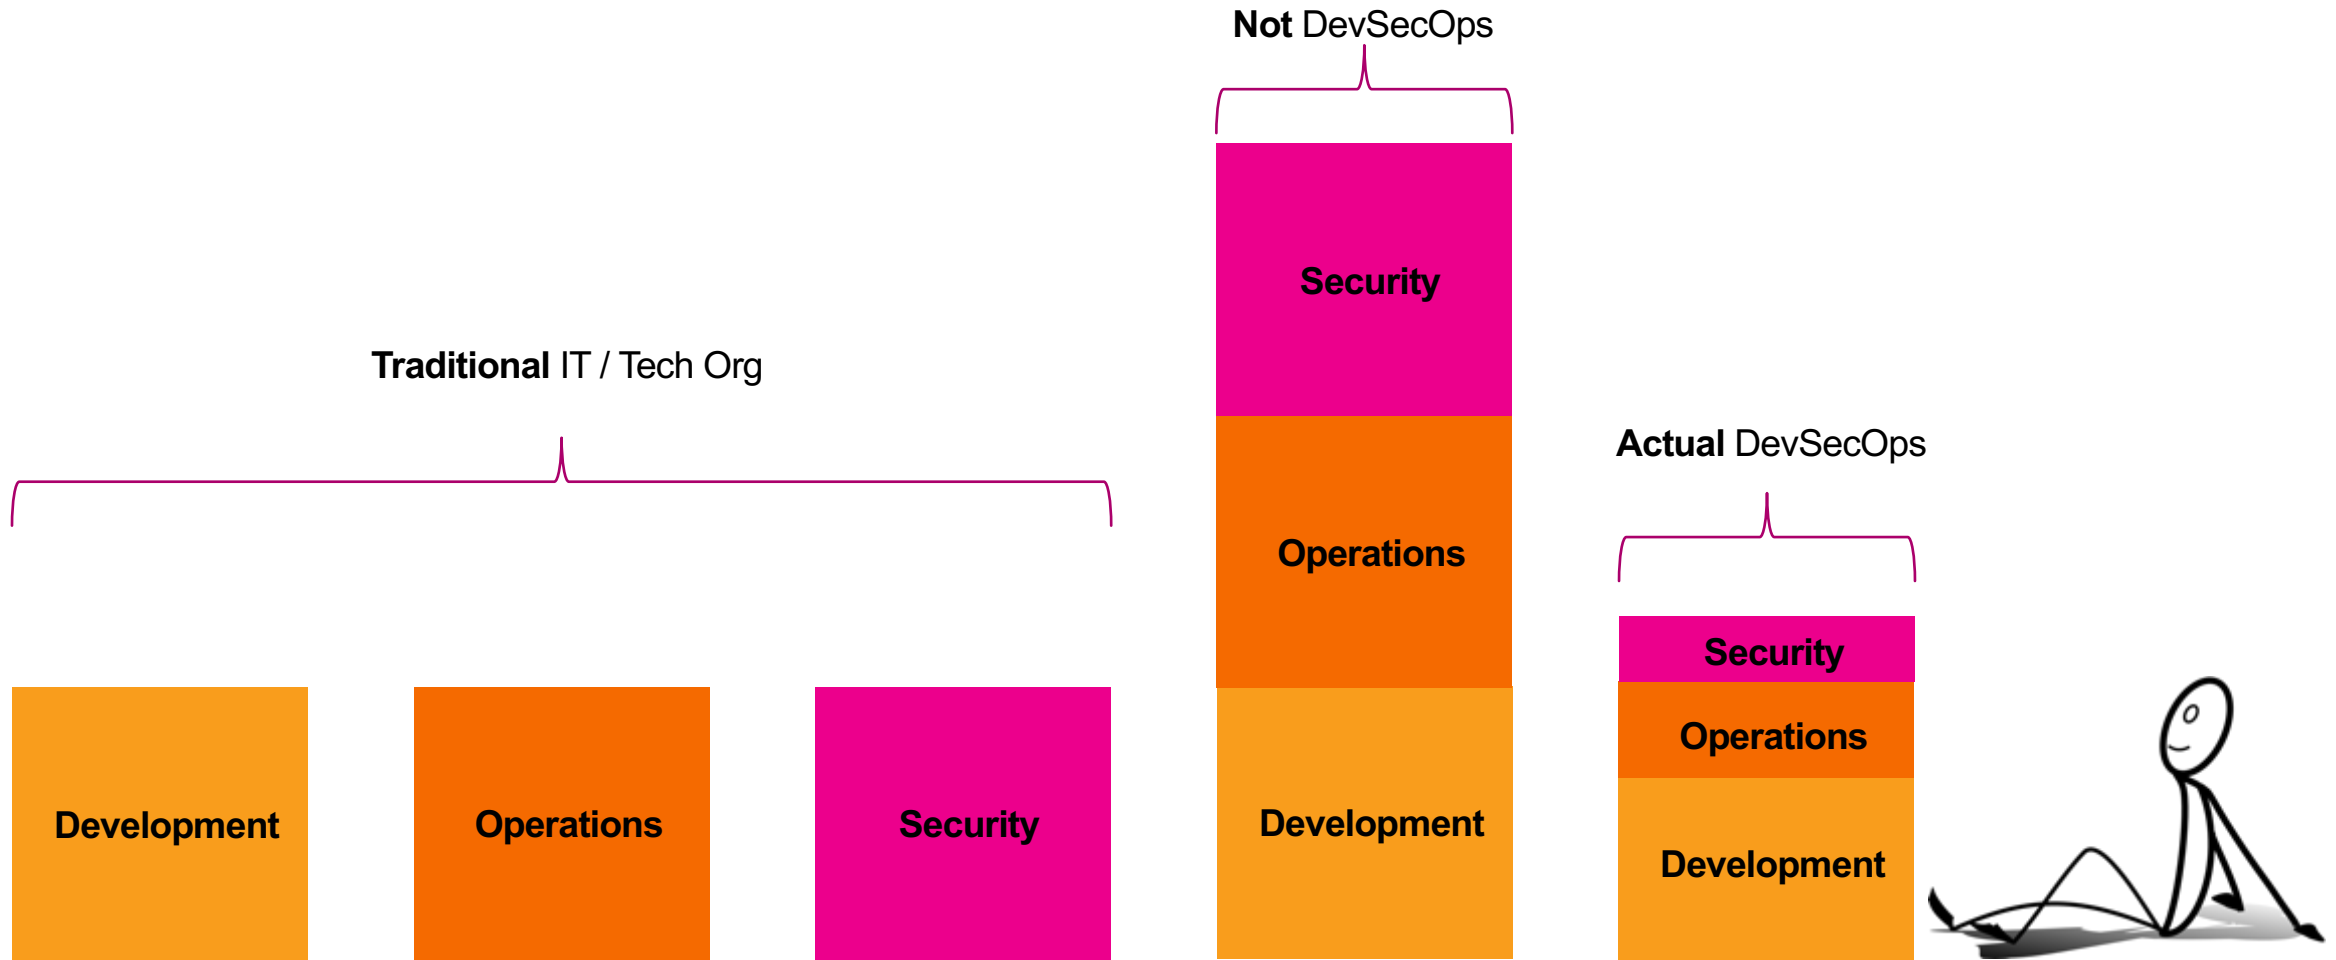 Not DevSecOps
Traditional IT / Tech Org
Actual DevSecOps
Development
Operations
Security
Security
Operations
Development
Security
Operations
Development